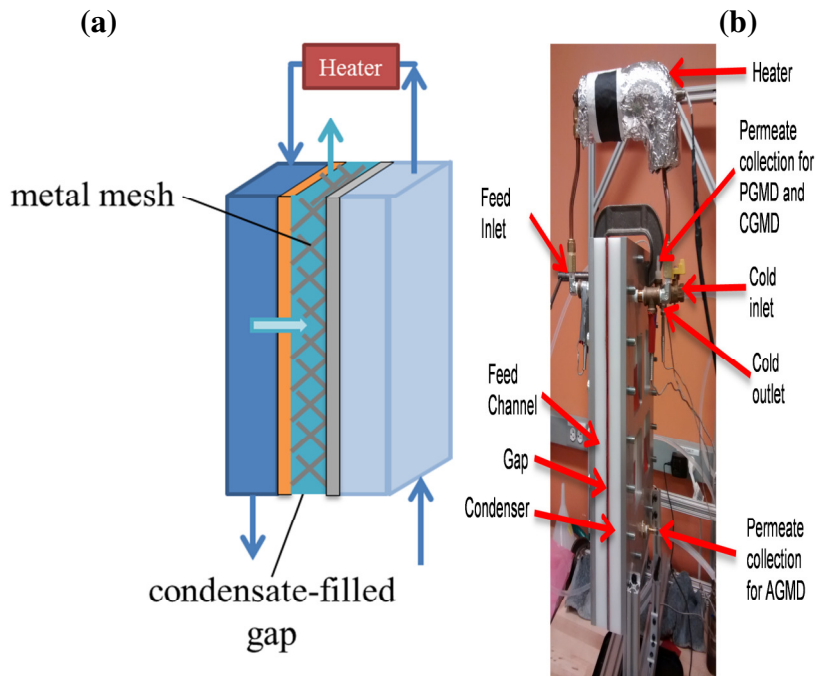 (a)
Heater
metal mesh
condensate-filled
gap
(b)
Heater
Permeate
collection for
PGMD and
CGMD
Feed
Inlet
Cold
inlet
Cold
outlet
Feed
Channel
Gap
Condenser
Permeate
collection
for AGMD